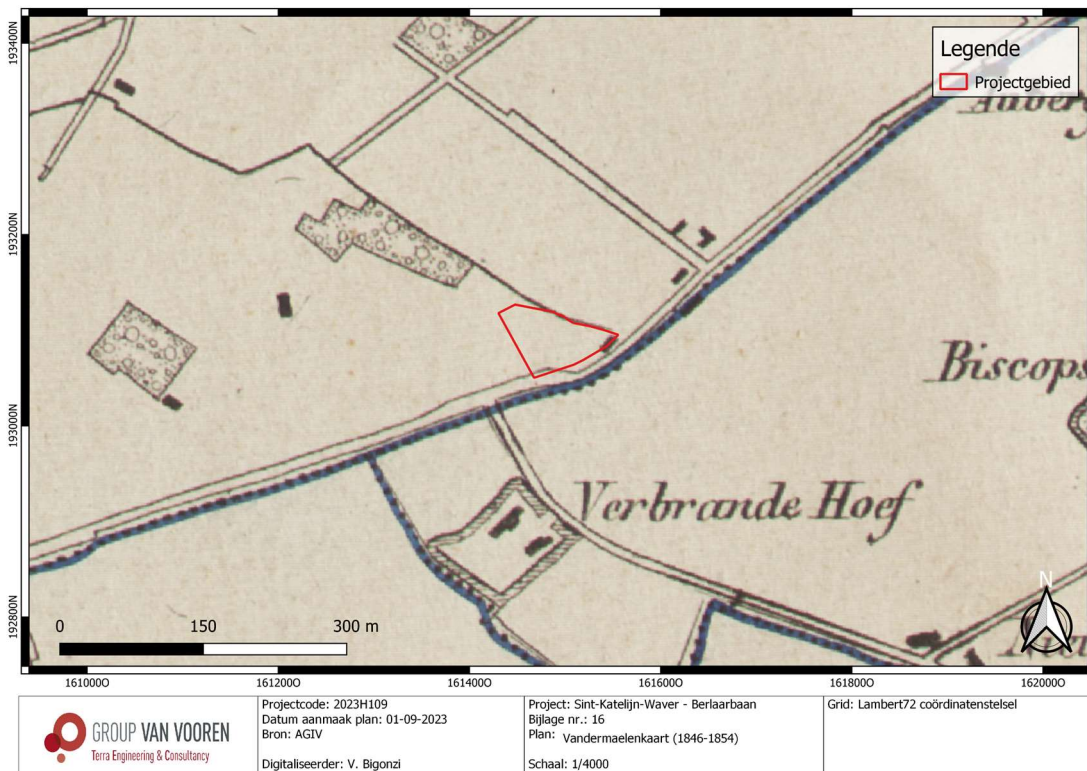 Legende
Projectgebied
Biscops
Verbrande Hoef
N
0 150 300 m
193400N
193200N
193000N
192800N
161000O 161200O 161400O 161600O 161800O 162000O
GROUP VAN VOOREN
Terra Engineering & Consultancy
Projectcode: 2023H109
Datum aanmaak plan: 01-09-2023
Bron: AGIV
Digitaliseerder: V. Bigonzi
Project: Sint-Katelijn-Waver - Berlaarbaan
Bijlage nr.: 16
Plan: Vandermaelenkaart (1846-1854)
Schaal: 1/4000
Grid: Lambert72 coördinatenstelsel